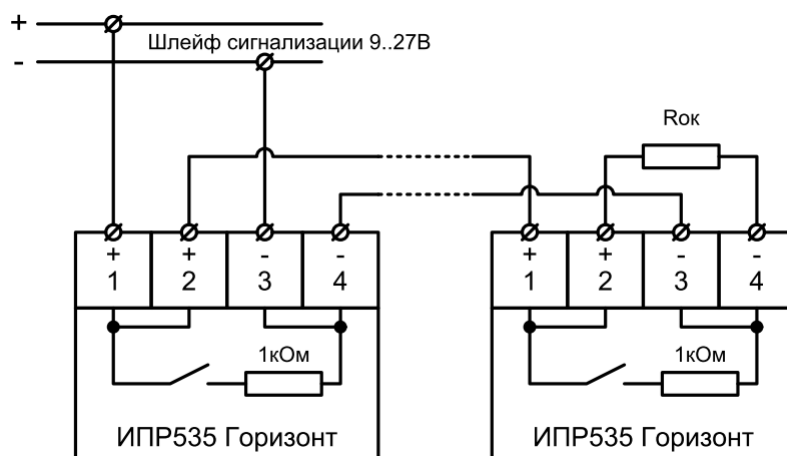 +
Шлейф сигнализации 9..27В
-
Rок
+ + - -
1 2 3 4
+ + - -
1 2 3 4
1кОм
1кОм
ИПР535 Горизонт
ИПР535 Горизонт